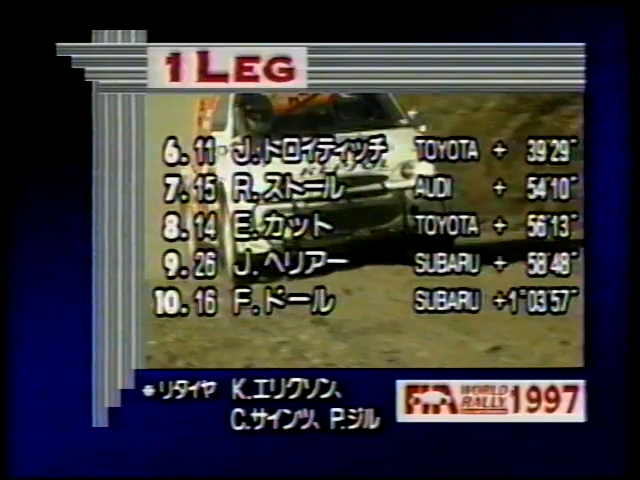 1 LEG
6. 11 J.ドロイティッチ TOYOTA + 39'29"
7. 15 R.ストール AUDI + 54'10"
8. 14 E.カット TOYOTA + 56'13"
9. 26 J.ヘリアー SUBARU + 58'48"
10. 16 F.ドール SUBARU +1°03'57"
●リタイヤ K.エリクソン、
C.サインツ、P.ジル
FIA WORLD RALLY 1997